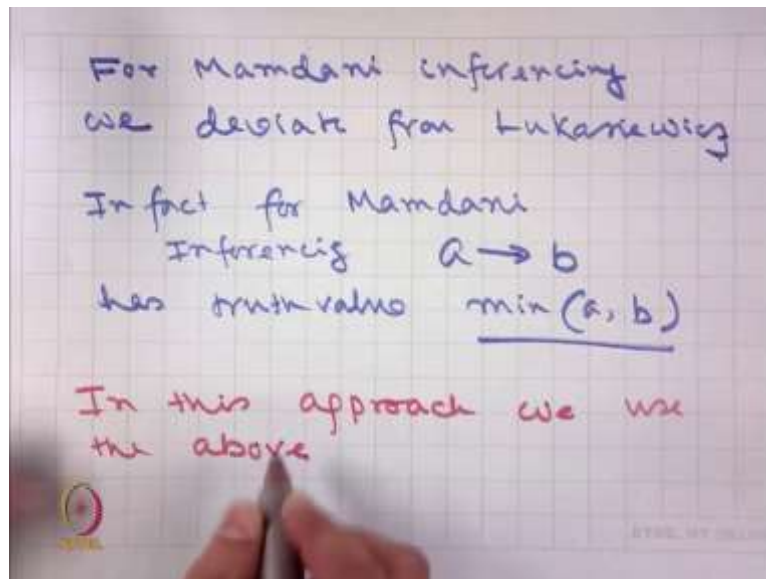 For Mamdani inferencing
we deviate from Lukasiewicz
In fact for Mamdani
Inferencig a → b
has truth value min (a, b)
In this approach we use
the above